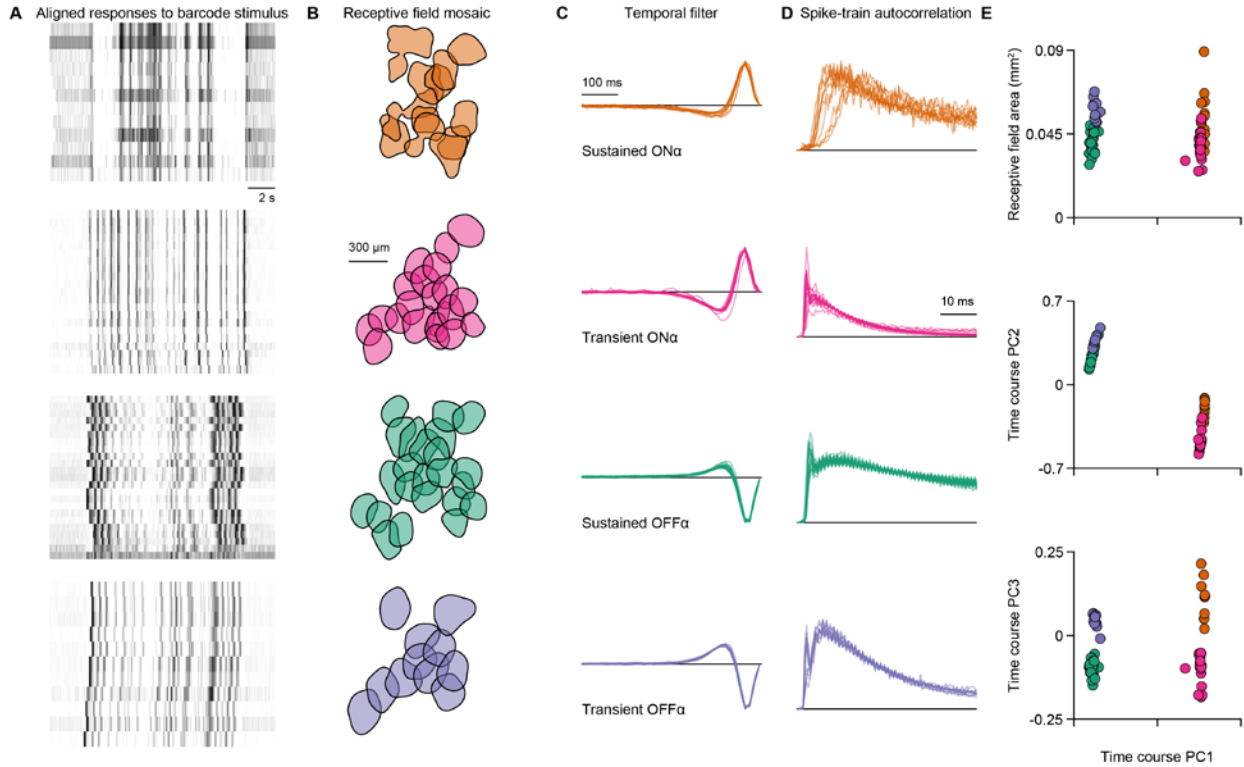 A Aligned responses to barcode stimulus
B Receptive field mosaic
C Temporal filter
D Spike-train autocorrelation
E
2 s
300 µm
100 ms
Sustained ONα
Transient ONα
Sustained OFFα
Transient OFFα
10 ms
Receptive field area (mm²)
0.09
0.045
0
Time course PC2
0.7
0
-0.7
Time course PC3
0.25
0
-0.25
Time course PC1